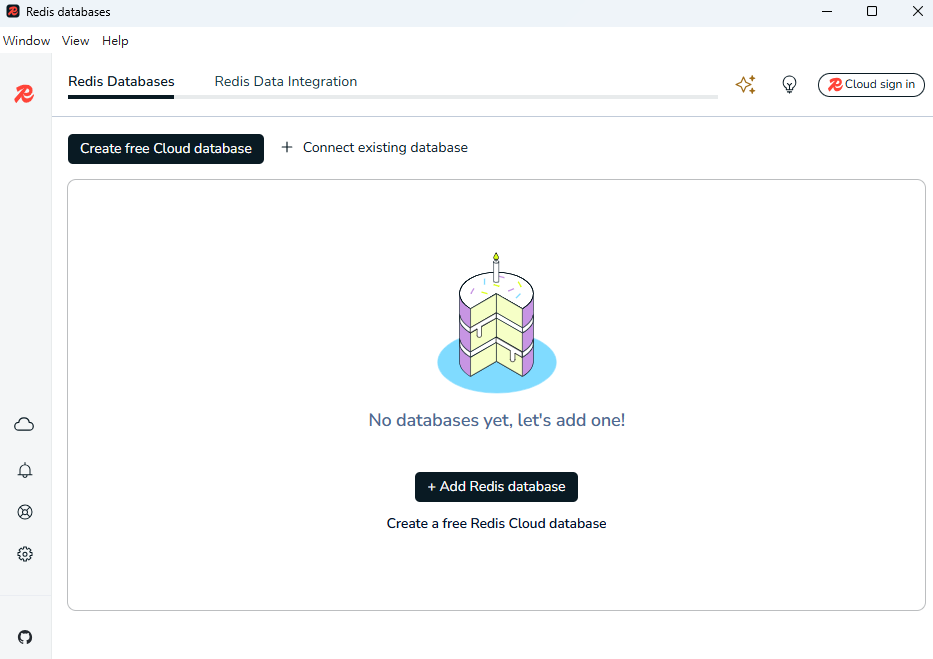 Redis databases
Window View Help
Redis Databases Redis Data Integration Cloud sign in
Create free Cloud database + Connect existing database
No databases yet, let's add one!
+ Add Redis database
Create a free Redis Cloud database